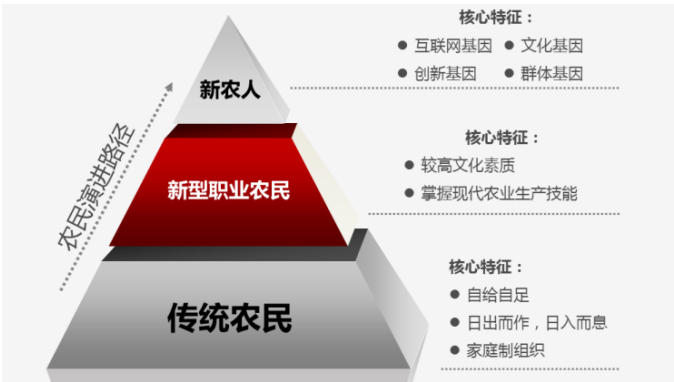 核心特征：
● 互联网基因 ● 文化基因
● 创新基因 ● 群体基因
新农人
农民演进路径
核心特征：
● 较高文化素质
● 掌握现代农业生产技能
新型职业农民
核心特征：
● 自给自足
● 日出而作，日入而息
● 家庭制组织
传统农民